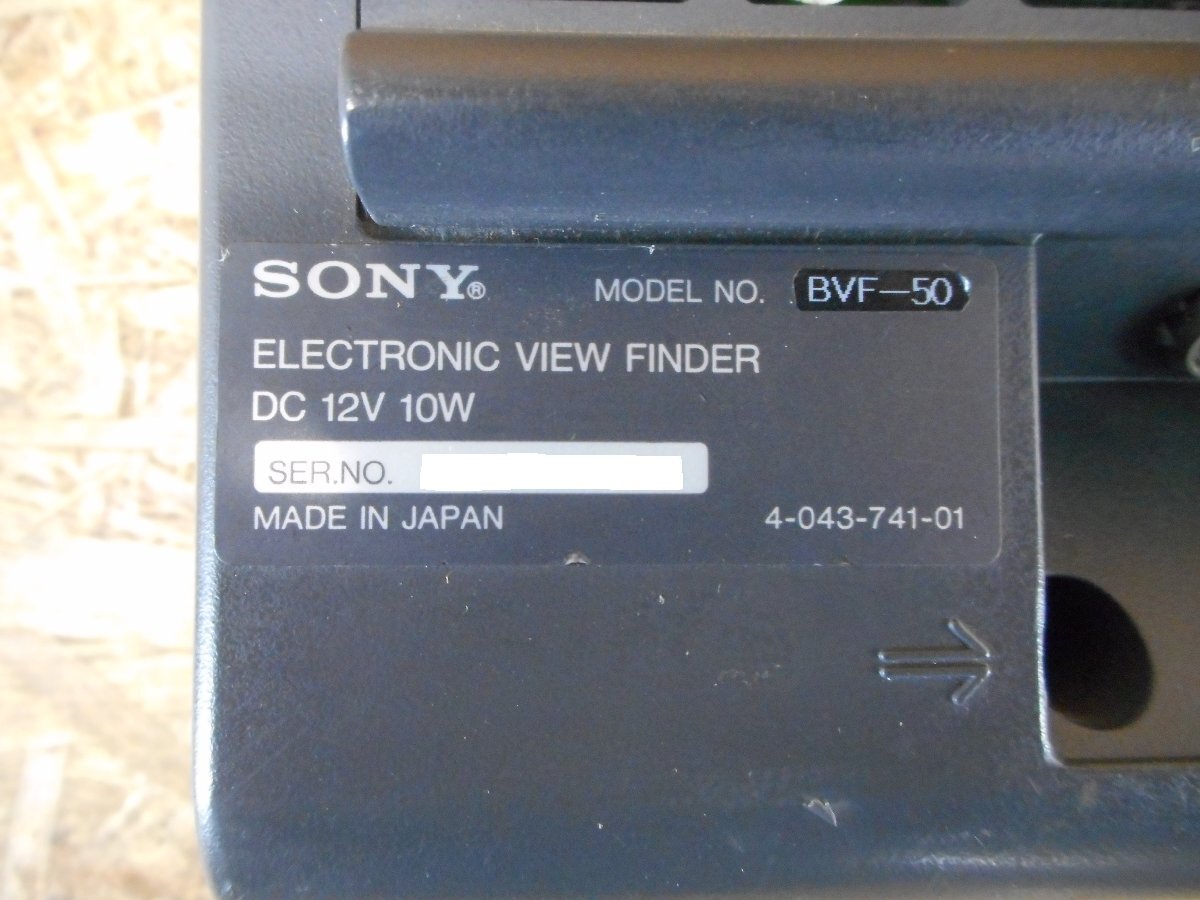 SONY® MODEL NO. BVF-50
ELECTRONIC VIEW FINDER
DC 12V 10W
SER.NO.
MADE IN JAPAN 4-043-741-01